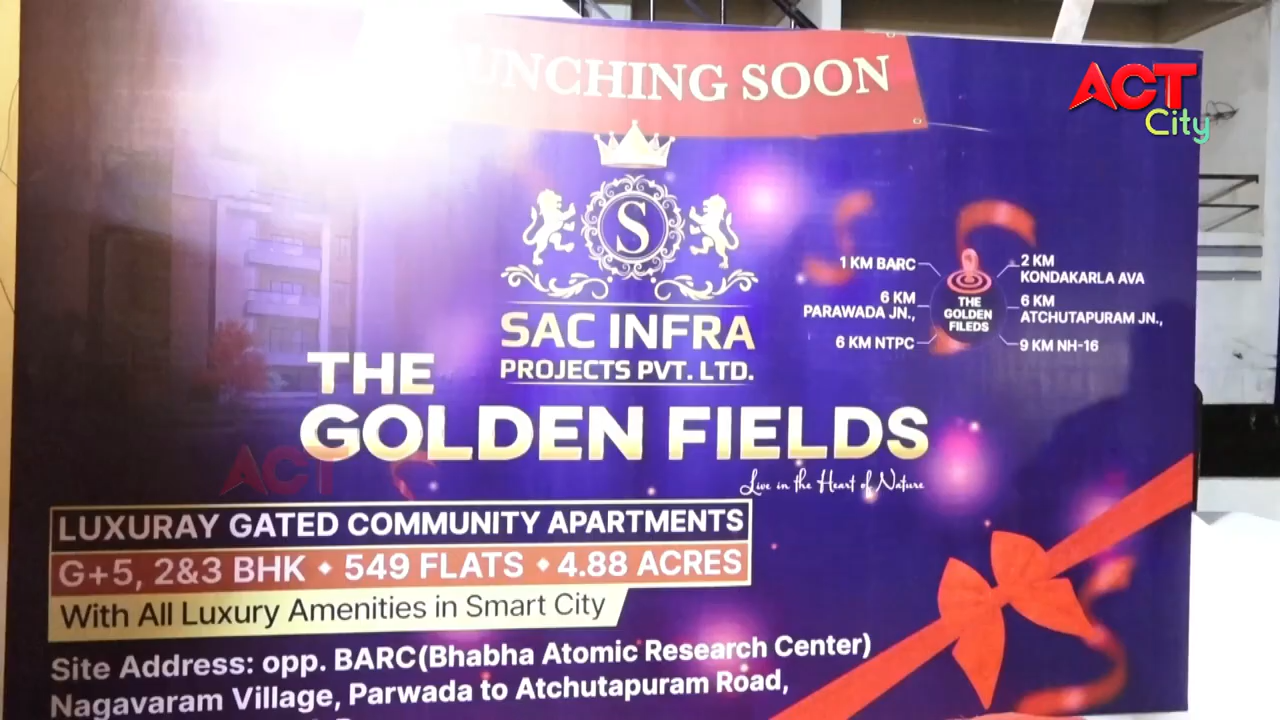 NCHING SOON
ACT
City
S
SAC INFRA
PROJECTS PVT. LTD.
1 KM BARC
6 KM
PARAWADA JN.,
6 KM NTPC
THE
GOLDEN
FILEDS
2 KM
KONDAKARLA AVA
6 KM
ATCHUTAPURAM JN.,
9 KM NH-16
THE
GOLDEN FIELDS
Live in the Heart of Nature
ACT
LUXURAY GATED COMMUNITY APARTMENTS
G+5, 2&3 BHK • 549 FLATS • 4.88 ACRES
With All Luxury Amenities in Smart City
Site Address: opp. BARC(Bhabha Atomic Research Center)
Nagavaram Village, Parwada to Atchutapuram Road,